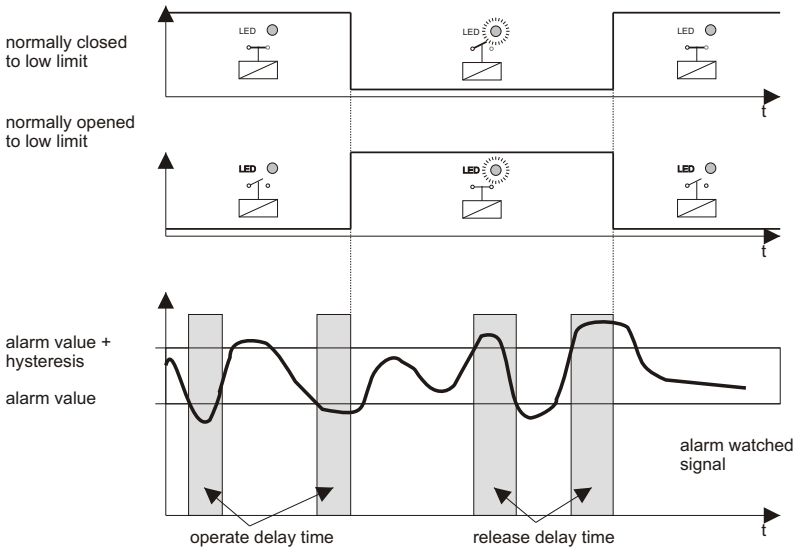 LED
LED
LED
normally closed
to low limit
t
normally opened
to low limit
LED
LED
LED
t
alarm value +
hysteresis
alarm value
alarm watched
signal
operate delay time
release delay time
t